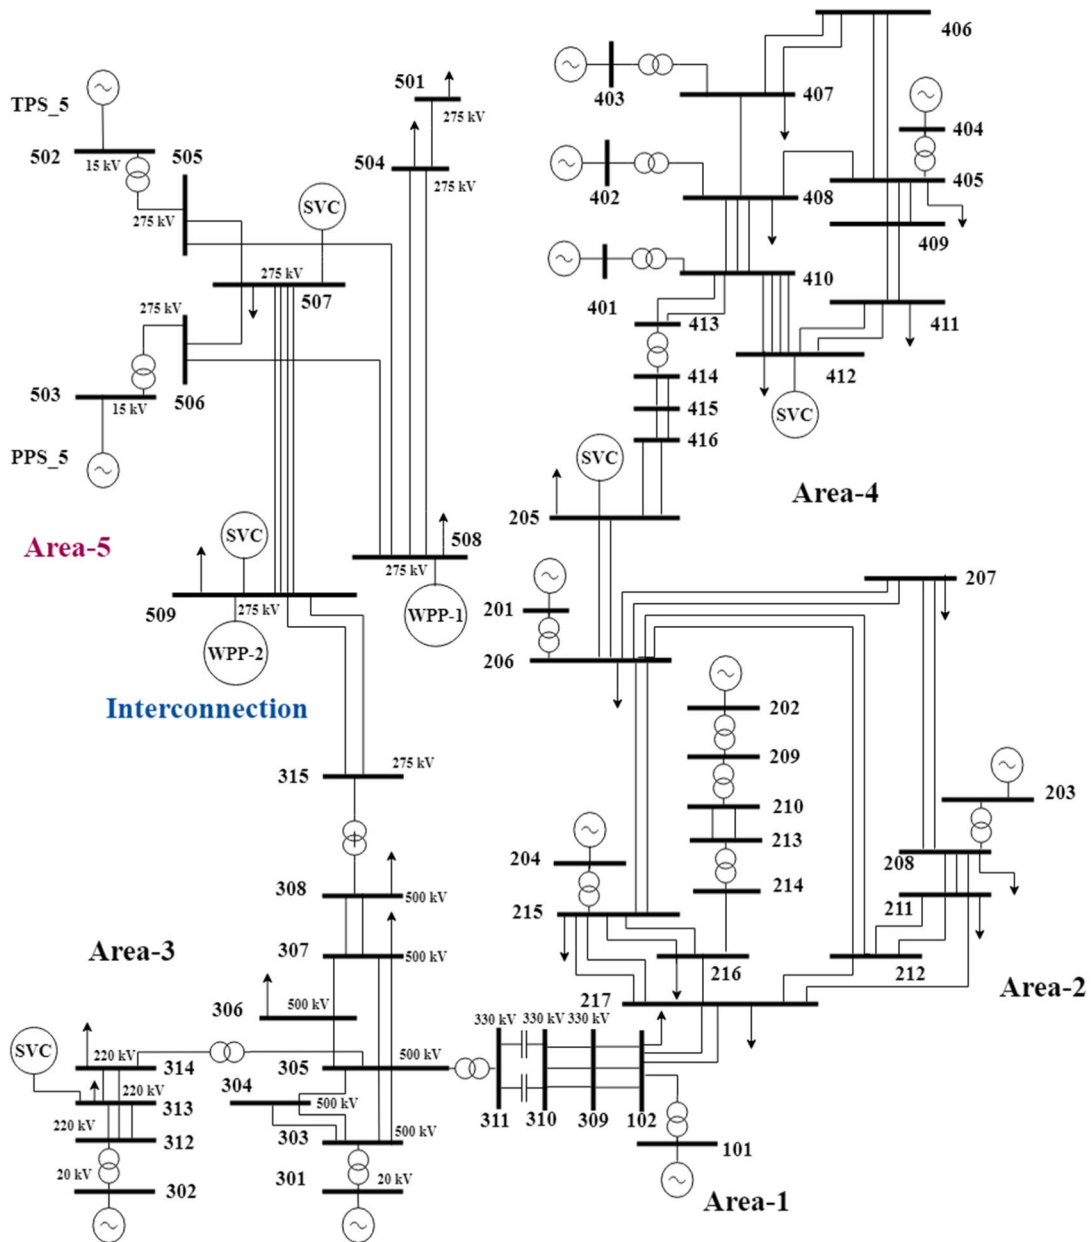 406
501
403
407
TPS_5
275 kV
404
502
15 kV
505
504
275 kV
402
408
405
SVC
275 kV
409
275 kV
507
401
410
275 kV
413
411
414
412
503
15 kV
506
415
SVC
416
PPS_5
SVC
Area-4
205
SVC
508
Area-5
275 kV
207
509
275 kV
201
WPP-1
WPP-2
206
Interconnection
202
315
275 kV
209
203
210
213
204
208
308
500 kV
214
211
215
Area-3
307
500 kV
216
212
Area-2
306
500 kV
217
330 kV
330 kV
330 kV
SVC
314
220 kV
305
500 kV
304
500 kV
313
220 kV
311
310
309
102
220 kV
312
303
500 kV
101
20 kV
302
301
20 kV
Area-1